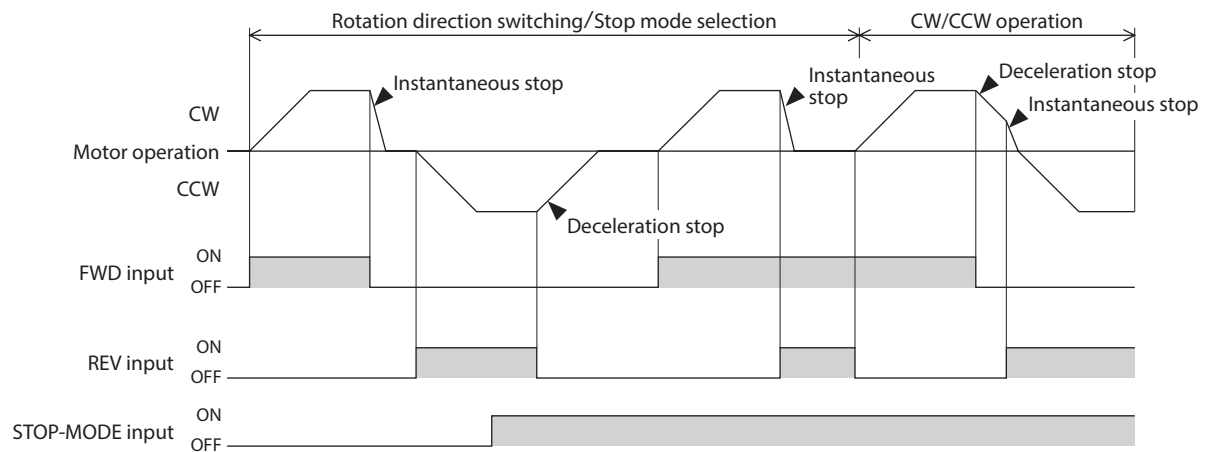 Rotation direction switching/Stop mode selection
CW/CCW operation
Instantaneous stop
Instantaneous
stop
Deceleration stop
Instantaneous stop
CW
Motor operation
CCW
Deceleration stop
ON
FWD input
OFF
ON
REV input
OFF
ON
STOP-MODE input
OFF